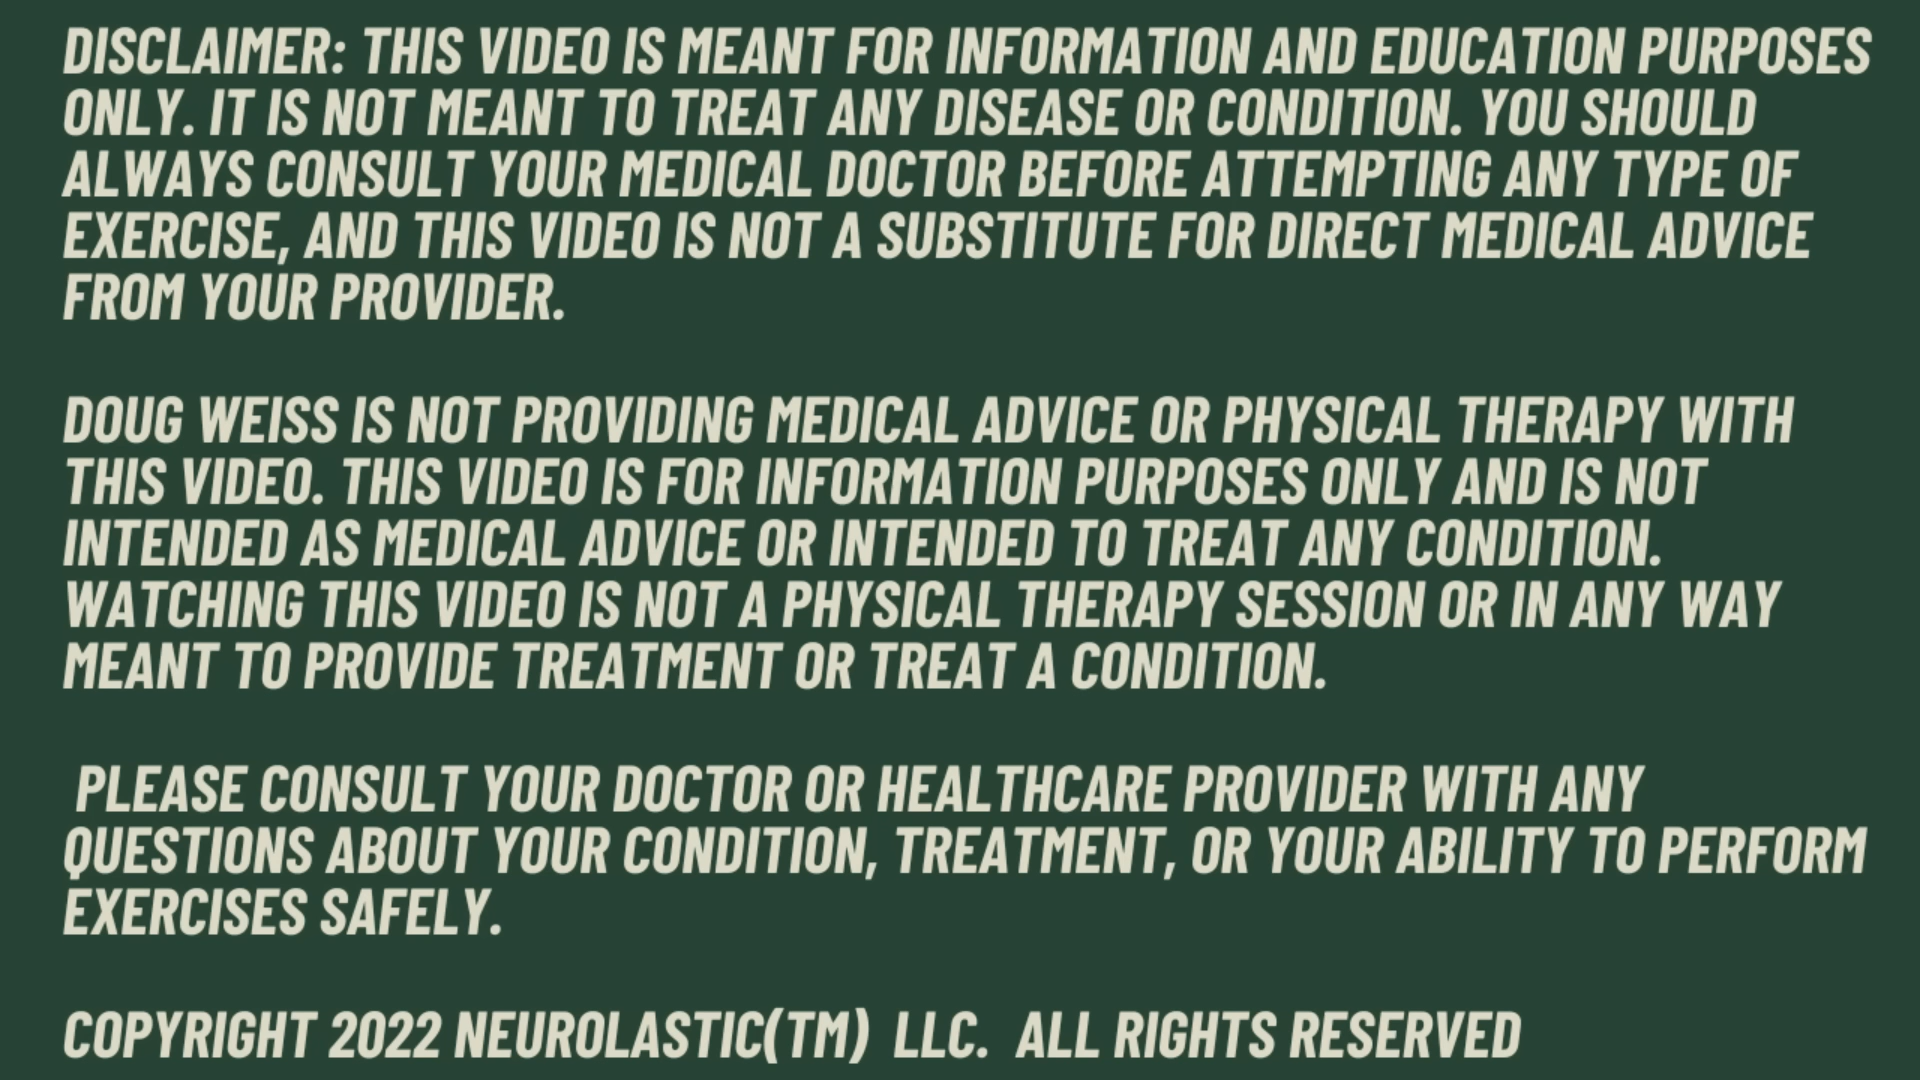 DISCLAIMER: THIS VIDEO IS MEANT FOR INFORMATION AND EDUCATION PURPOSES
ONLY. IT IS NOT MEANT TO TREAT ANY DISEASE OR CONDITION. YOU SHOULD
ALWAYS CONSULT YOUR MEDICAL DOCTOR BEFORE ATTEMPTING ANY TYPE OF
EXERCISE, AND THIS VIDEO IS NOT A SUBSTITUTE FOR DIRECT MEDICAL ADVICE
FROM YOUR PROVIDER.
DOUG WEISS IS NOT PROVIDING MEDICAL ADVICE OR PHYSICAL THERAPY WITH
THIS VIDEO. THIS VIDEO IS FOR INFORMATION PURPOSES ONLY AND IS NOT
INTENDED AS MEDICAL ADVICE OR INTENDED TO TREAT ANY CONDITION.
WATCHING THIS VIDEO IS NOT A PHYSICAL THERAPY SESSION OR IN ANY WAY
MEANT TO PROVIDE TREATMENT OR TREAT A CONDITION.
PLEASE CONSULT YOUR DOCTOR OR HEALTHCARE PROVIDER WITH ANY
QUESTIONS ABOUT YOUR CONDITION, TREATMENT, OR YOUR ABILITY TO PERFORM
EXERCISES SAFELY.
COPYRIGHT 2022 NEUROLASTIC(TM) LLC. ALL RIGHTS RESERVED